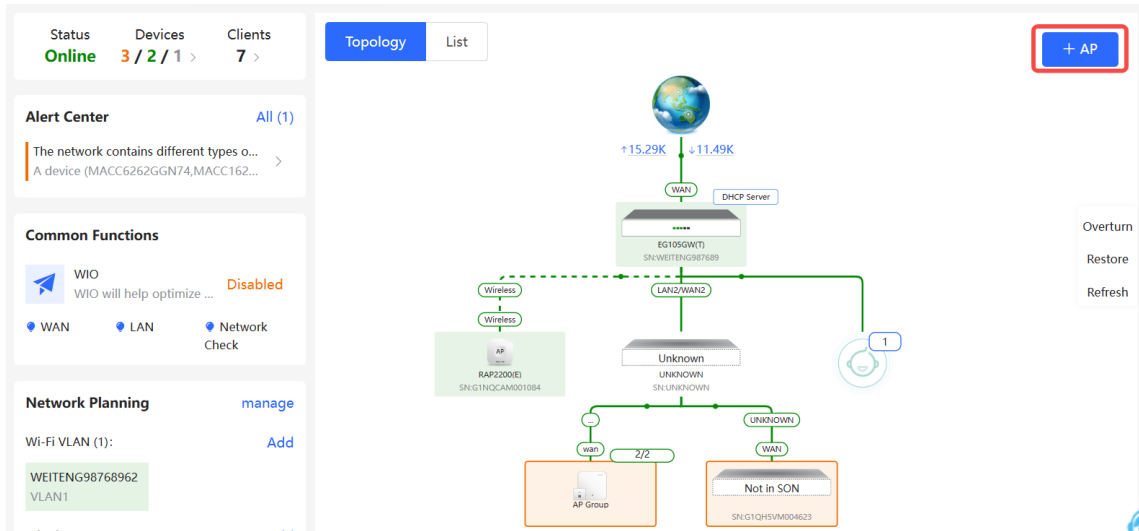 Status Devices Clients
Online 3 / 2 / 1 > 7 >
Alert Center All (1)
The network contains different types o...
A device (MACC6262GGN74,MACC162...
Common Functions
WIO
WIO will help optimize ... Disabled
WAN LAN Network
Check
Network Planning manage
Wi-Fi VLAN (1): Add
WEITENG98768962
VLAN1
Topology List
+ AP
↑15.29K ↓11.49K
WAN
DHCP Server
EG105GW(T)
SN:WEITENG987689
Overturn
Restore
Refresh
Wireless
LAN2/WAN2
Wireless
1
AP
RAP2200(E)
SN:G1NQCAM001084
Unknown
UNKNOWN
SN:UNKNOWN
...
UNKNOWN
wan
2/2
WAN
AP Group
Not in SON
SN:G1QH5VM004623